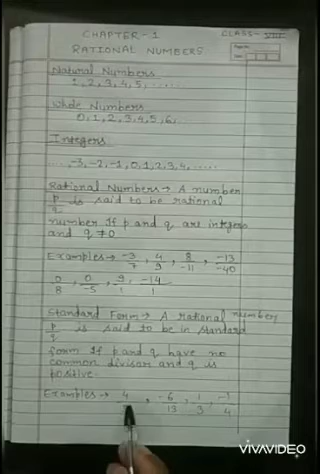 CHAPTER-1
CLASS-VIII
RATIONAL NUMBERS
Page No.
Date
Natural Numbers
1, 2, 3, 4, 5, ......
Whole Numbers
0, 1, 2, 3, 4, 5, 6, ..
Integers
...., -3, -2, -1, 0, 1, 2, 3, 4, .....
Rational Numbers → A number
p/q is said to be rational
number If p and q are integers
and q ≠ 0
Examples → -3/7, 4/9, 8/-11, -13/-40
0/8, 0/-5, 9/1, -14/1
Standard Form → A rational number
p/q is said to be in standard
form If p and q have no
common divisor and q is
positive.
Examples → 4, -6/13, 1/3, -1/4
VIVAVIDEO